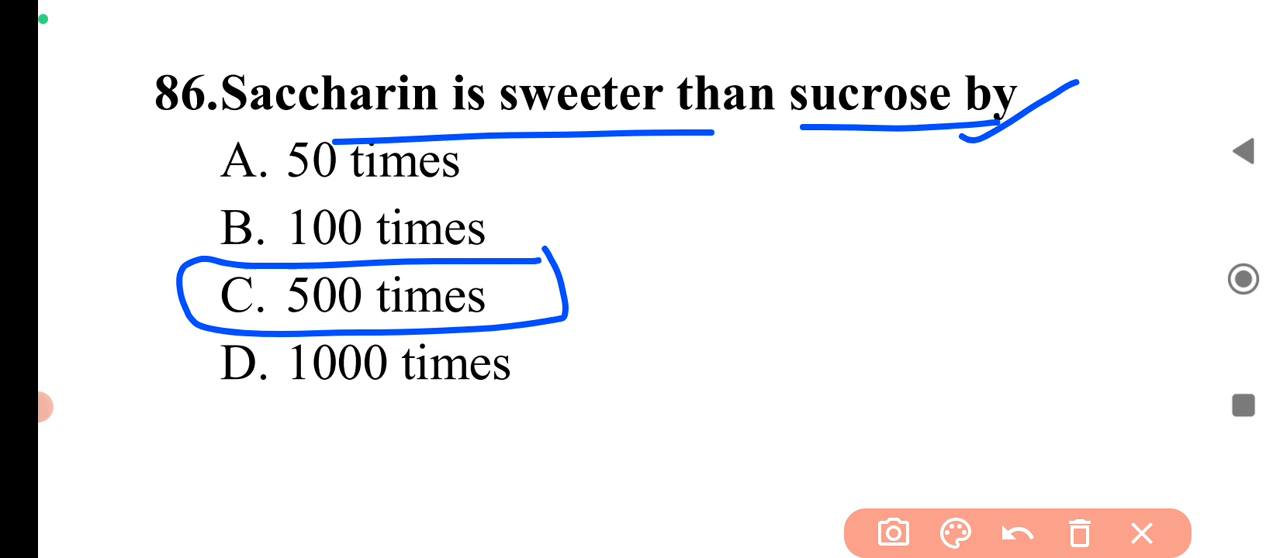 86.Saccharin is sweeter than sucrose by
A. 50 times
B. 100 times
C. 500 times
D. 1000 times